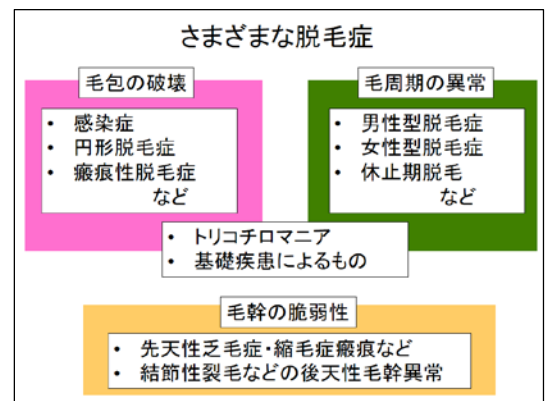 さまざまな脱毛症
毛包の破壊
• 感染症
• 円形脱毛症
• 瘢痕性脱毛症
など
毛周期の異常
• 男性型脱毛症
• 女性型脱毛症
• 休止期脱毛
など
• トリコチロマニア
• 基礎疾患によるもの
毛幹の脆弱性
• 先天性乏毛症・縮毛症瘢痕など
• 結節性裂毛などの後天性毛幹異常